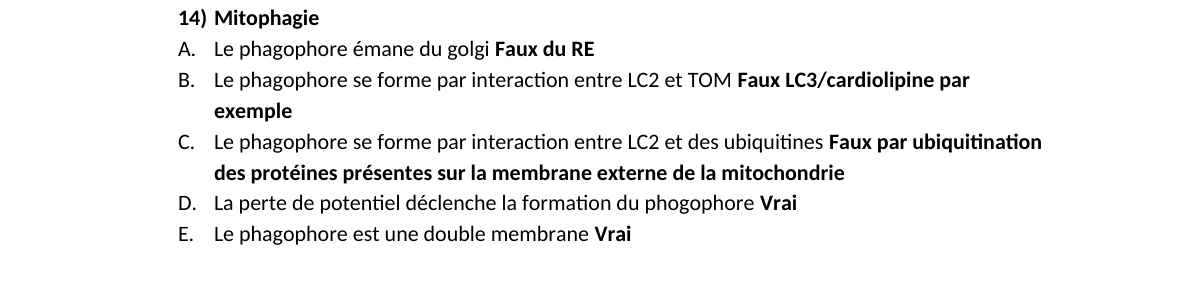 14) Mitophagie
A. Le phagophore émane du golgi Faux du RE
B. Le phagophore se forme par interaction entre LC2 et TOM Faux LC3/cardiolipine par
exemple
C. Le phagophore se forme par interaction entre LC2 et des ubiquitines Faux par ubiquitination
des protéines présentes sur la membrane externe de la mitochondrie
D. La perte de potentiel déclenche la formation du phogophore Vrai
E. Le phagophore est une double membrane Vrai